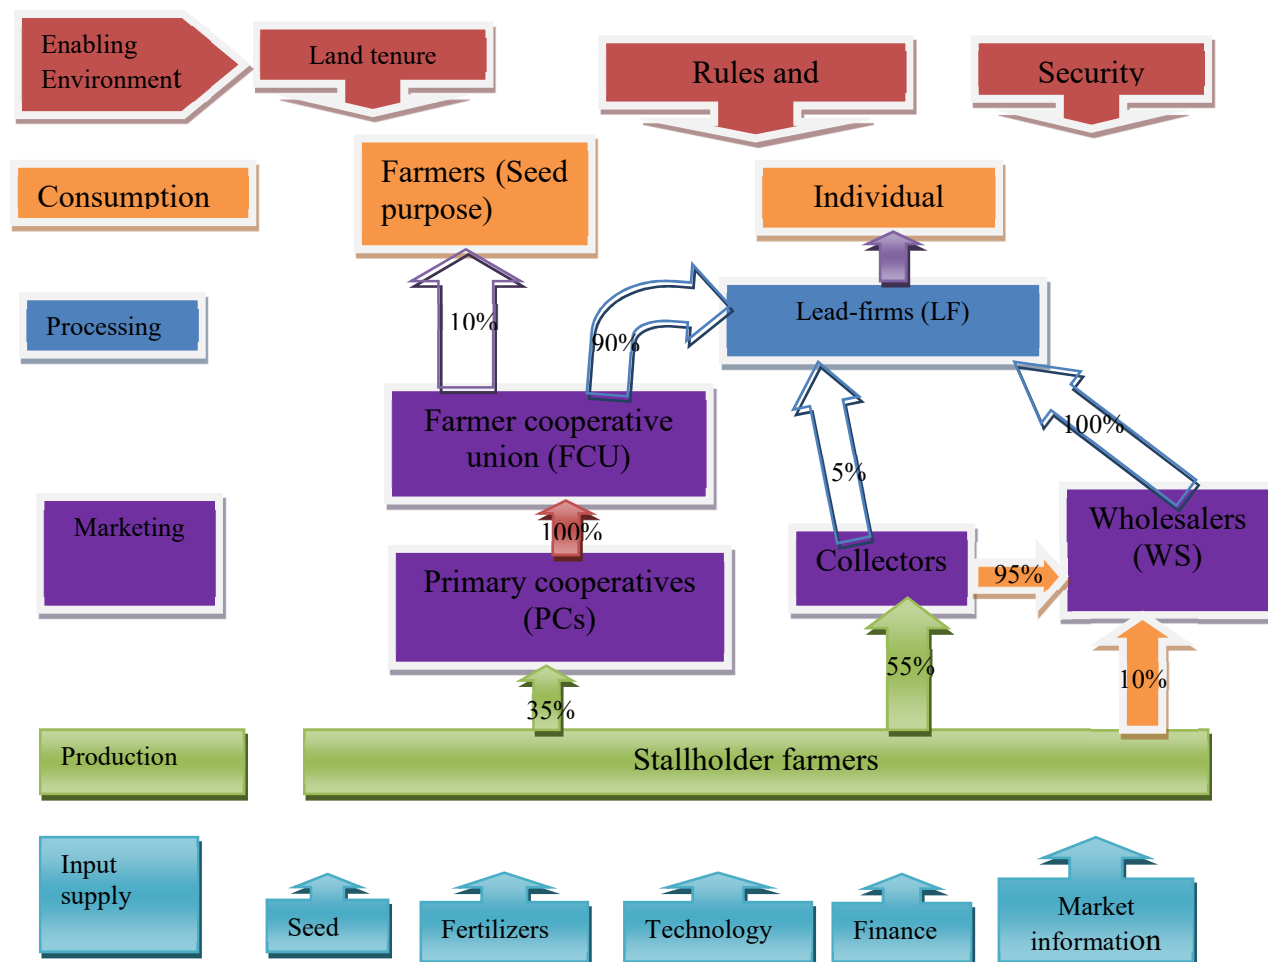 Enabling
Environment
Land tenure
Rules and
Security
Consumption
Farmers (Seed
purpose)
Individual
Processing
Lead-firms (LF)
10%
90%
Farmer cooperative
union (FCU)
100%
5%
Marketing
100%
Primary cooperatives
(PCs)
Collectors
95%
Wholesalers
(WS)
35%
55%
10%
Production
Stallholder farmers
Input
supply
Seed
Fertilizers
Technology
Finance
Market
information